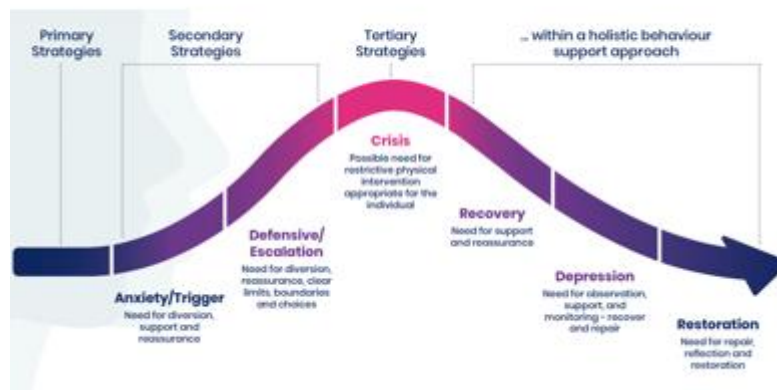 Primary
Strategies
Secondary
Strategies
Tertiary
Strategies
... within a holistic behaviour
support approach
Crisis
Possible need for
restrictive physical
intervention
appropriate for the
individual
Recovery
Need for support
and reassurance
Defensive/
Escalation
Need for diversion,
reassurance, clear
limits, boundaries
and choices
Anxiety/Trigger
Need for diversion,
support and
reassurance
Depression
Need for observation,
support, and
monitoring - recover
and repair
Restoration
Need for repair,
reflection and
restoration